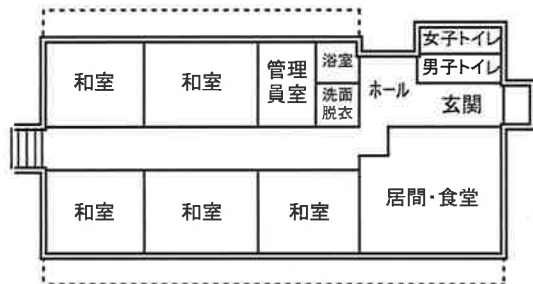 女子トイレ
男子トイレ
和室
和室
管理
員室
浴室
洗面
脱衣
ホール
玄関
和室
和室
和室
居間・食堂